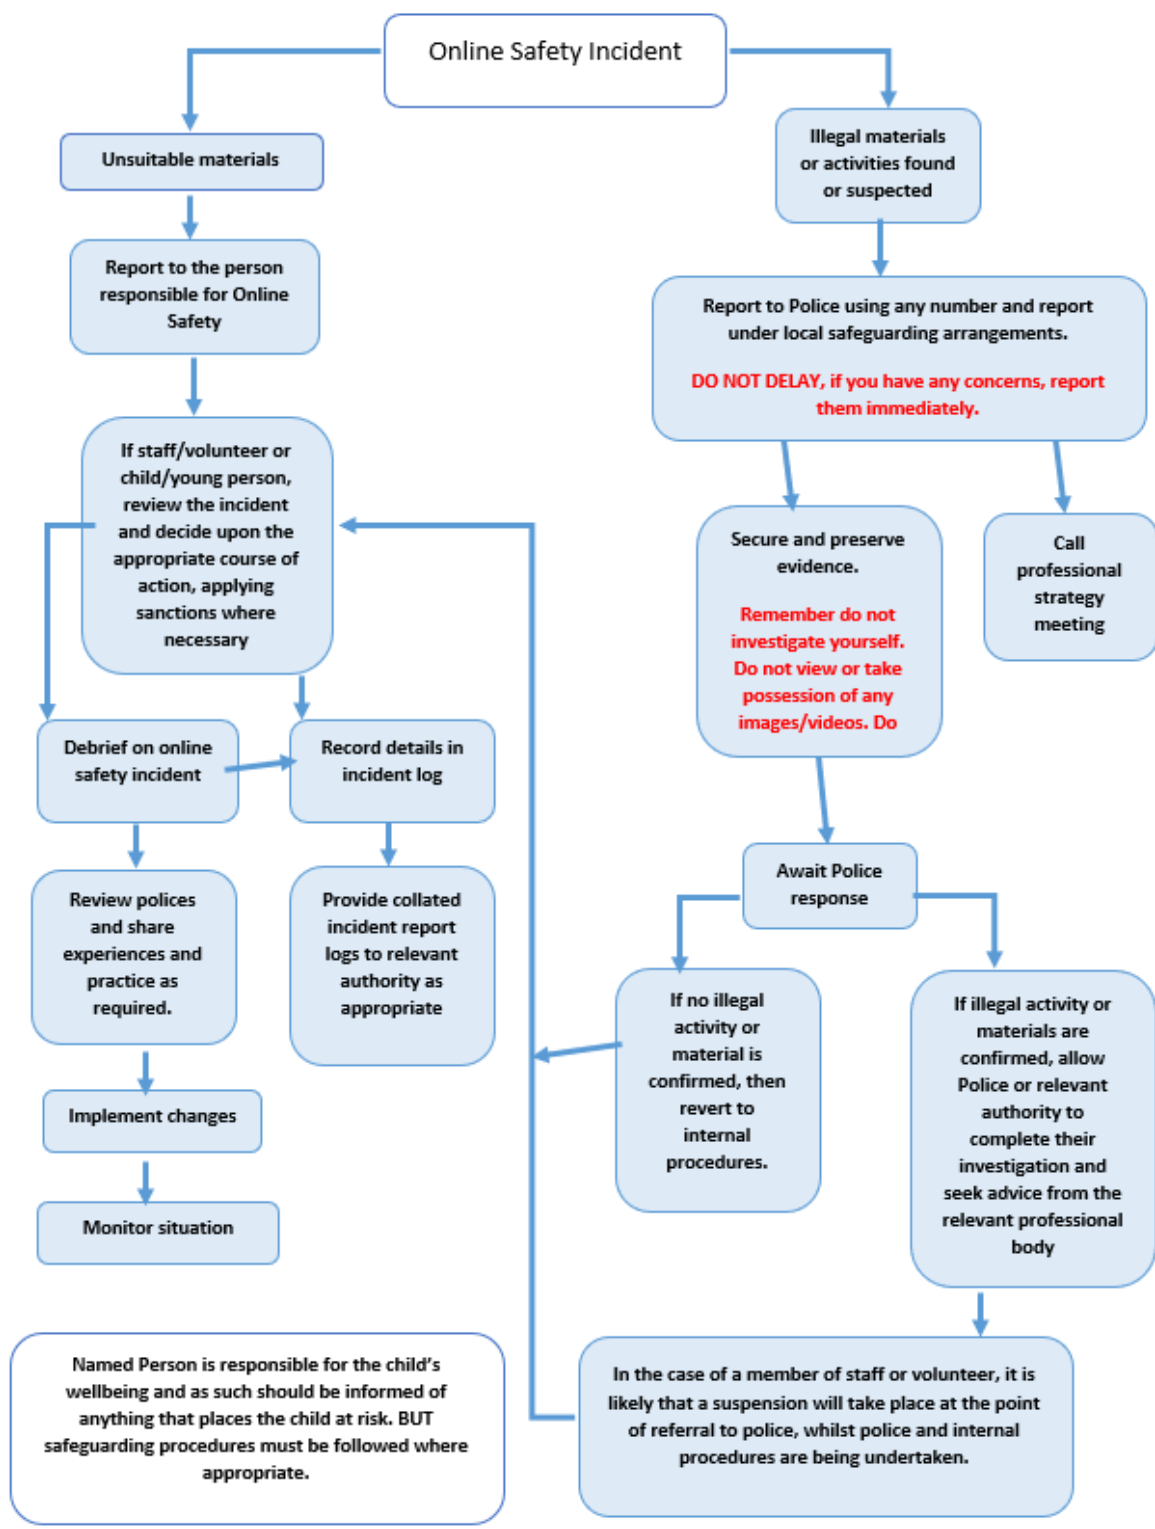 Online Safety Incident
Unsuitable materials
Illegal materials
or activities found
or suspected
Report to the person
responsible for Online
Safety
Report to Police using any number and report
under local safeguarding arrangements.
DO NOT DELAY, if you have any concerns, report
them immediately.
If staff/volunteer or
child/young person,
review the incident
and decide upon the
appropriate course of
action, applying
sanctions where
necessary
Secure and preserve
evidence.
Remember do not
investigate yourself.
Do not view or take
possession of any
images/videos. Do
Call
professional
strategy
meeting
Debrief on online
safety incident
Record details in
incident log
Review polices
and share
experiences and
practice as
required.
Provide collated
incident report
logs to relevant
authority as
appropriate
Await Police
response
If no illegal
activity or
material is
confirmed, then
revert to
internal
procedures.
If illegal activity or
materials are
confirmed, allow
Police or relevant
authority to
complete their
investigation and
seek advice from the
relevant professional
body
Implement changes
Monitor situation
Named Person is responsible for the child's
wellbeing and as such should be informed of
anything that places the child at risk. BUT
safeguarding procedures must be followed where
appropriate.
In the case of a member of staff or volunteer, it is
likely that a suspension will take place at the point
of referral to police, whilst police and internal
procedures are being undertaken.